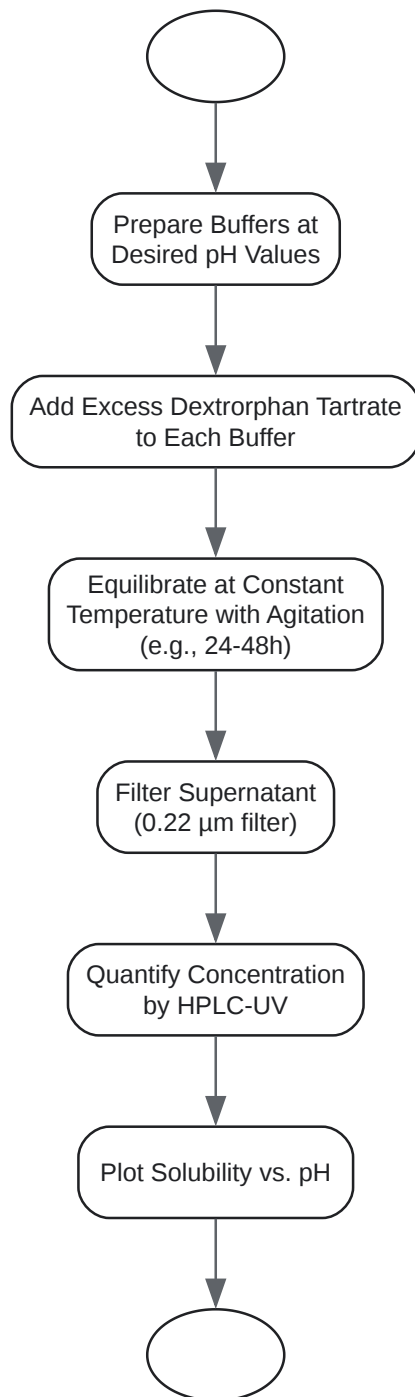 Prepare Buffers at
Desired pH Values
Add Excess Dextrorphan Tartrate
to Each Buffer
Equilibrate at Constant
Temperature with Agitation
(e.g., 24-48h)
Filter Supernatant
(0.22 µm filter)
Quantify Concentration
by HPLC-UV
Plot Solubility vs. pH